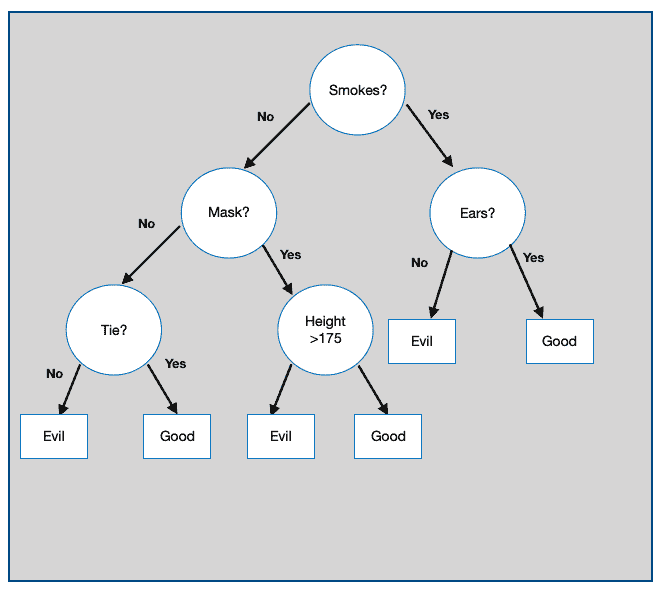 Smokes?
No
Yes
Mask?
Ears?
No
Yes
No
Yes
Tie?
Height
>175
Evil
Good
No
Yes
Evil
Good
Evil
Good